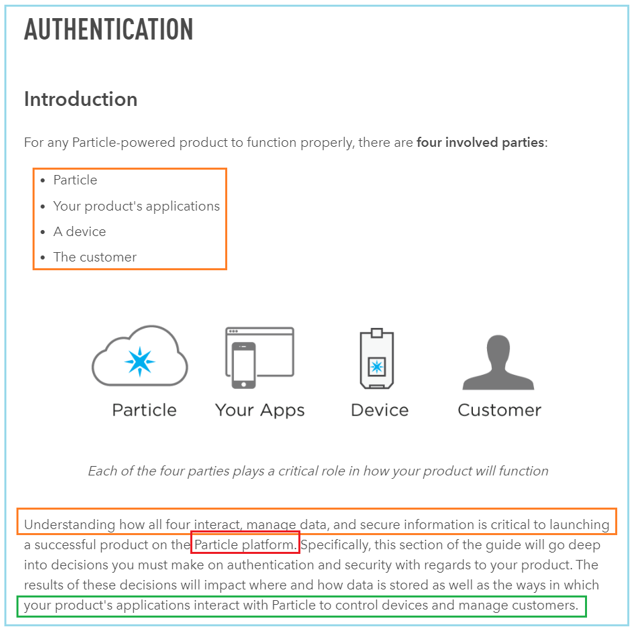 AUTHENTICATION
Introduction
For any Particle-powered product to function properly, there are four involved parties:
• Particle
• Your product's applications
• A device
• The customer
Particle Your Apps Device Customer
Each of the four parties plays a critical role in how your product will function
Understanding how all four interact, manage data, and secure information is critical to launching
a successful product on the Particle platform. Specifically, this section of the guide will go deep
into decisions you must make on authentication and security with regards to your product. The
results of these decisions will impact where and how data is stored as well as the ways in which
your product's applications interact with Particle to control devices and manage customers.